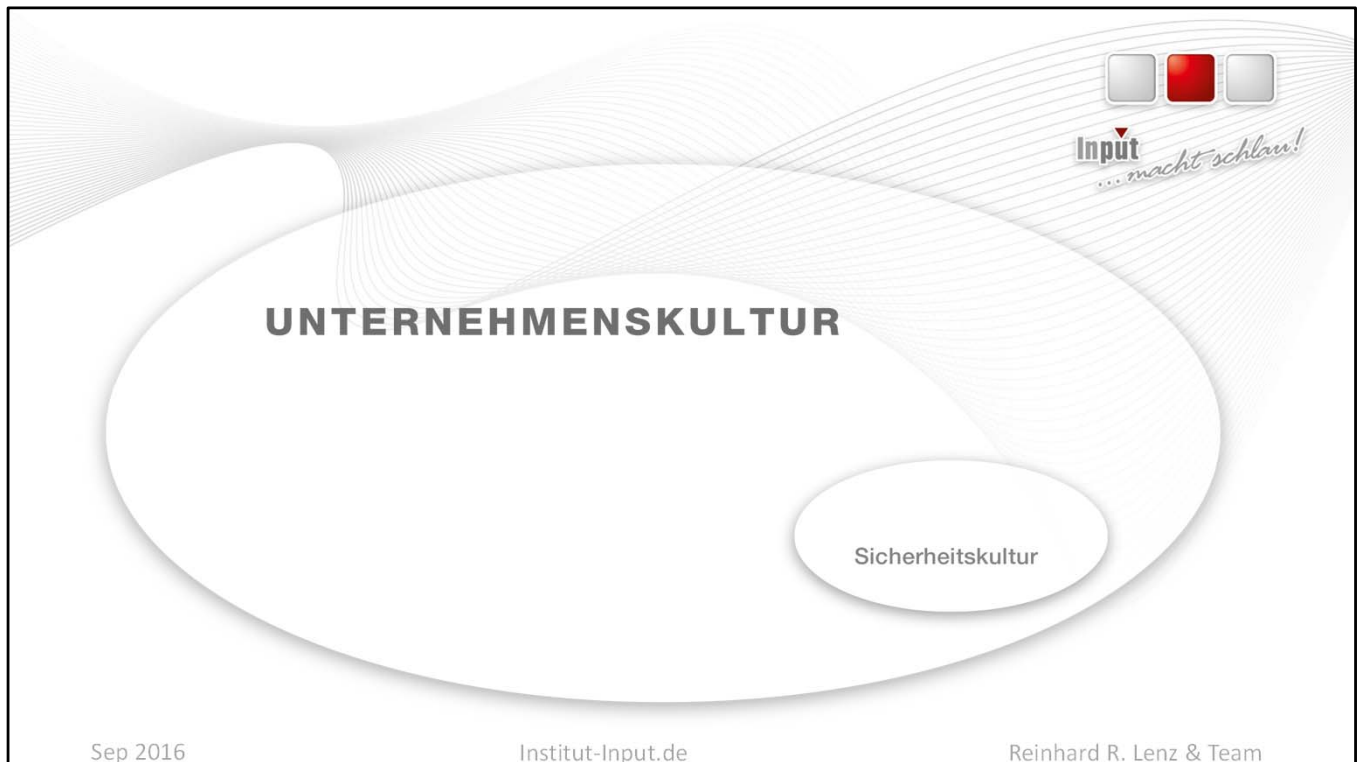 Input
...macht schlau!
UNTERNEHMENSKULTUR
Sicherheitskultur
Sep 2016
Institut-Input.de
Reinhard R. Lenz & Team